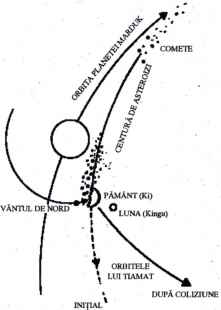 ORBITA PLANETEI MARDUK
COMETE
CENTURĂ DE ASTEROIZI
PĂMÂNT (Ki)
VÂNTUL DE NORD
LUNA (Kingu)
ORBITELE
LUI TIAMAT
DUPĂ COLIZIUNE
INIȚIAL